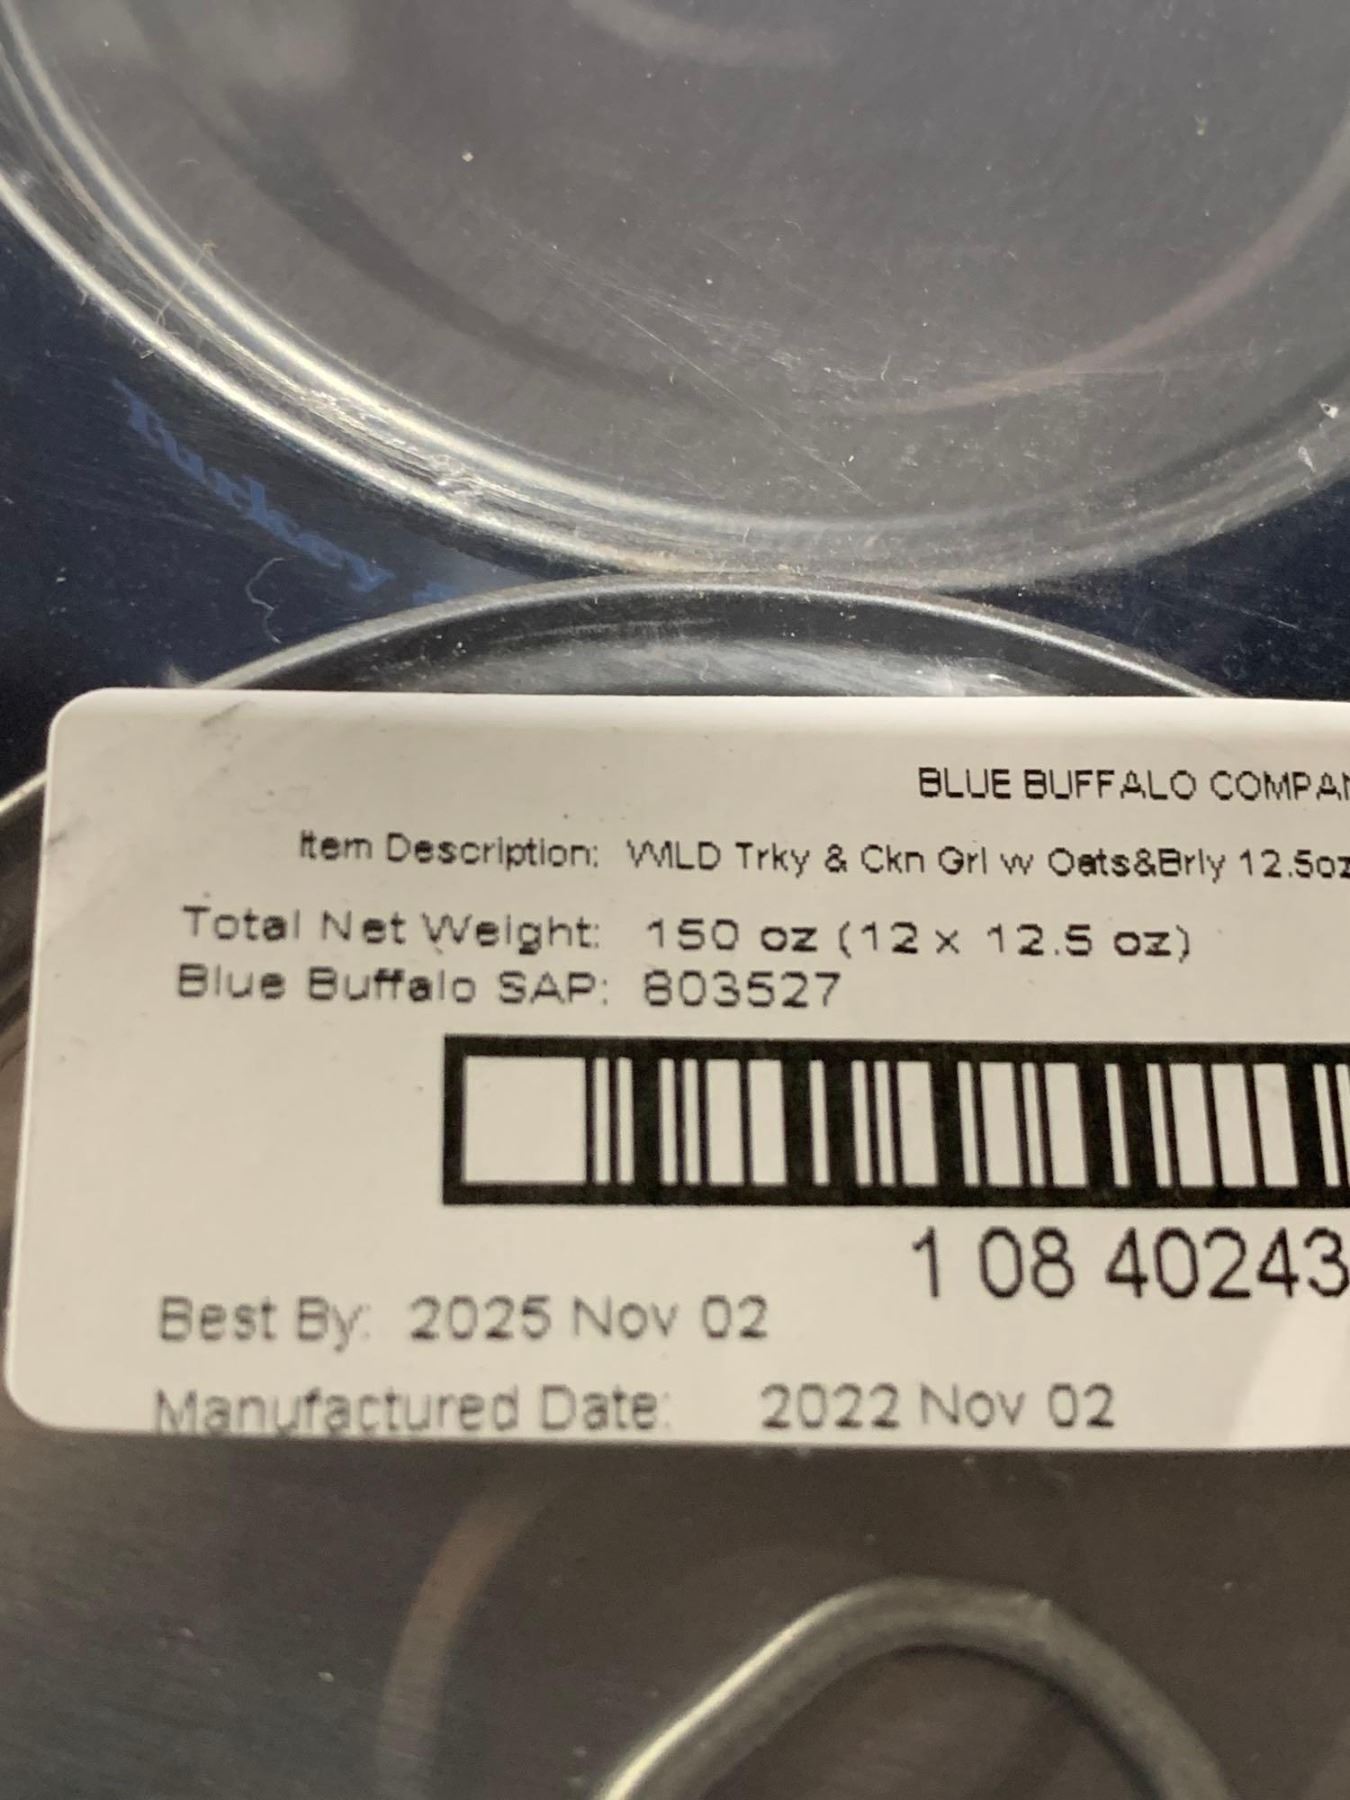 Turkey
BLUE BUFFALO COMPAN
Item Description: WILD Trky & Ckn Grl w Oats&Brly 12.5oz
Total Net Weight: 150 oz (12 x 12.5 oz)
Blue Buffalo SAP: 803527
1 08 40243
Best By: 2025 Nov 02
Manufactured Date: 2022 Nov 02